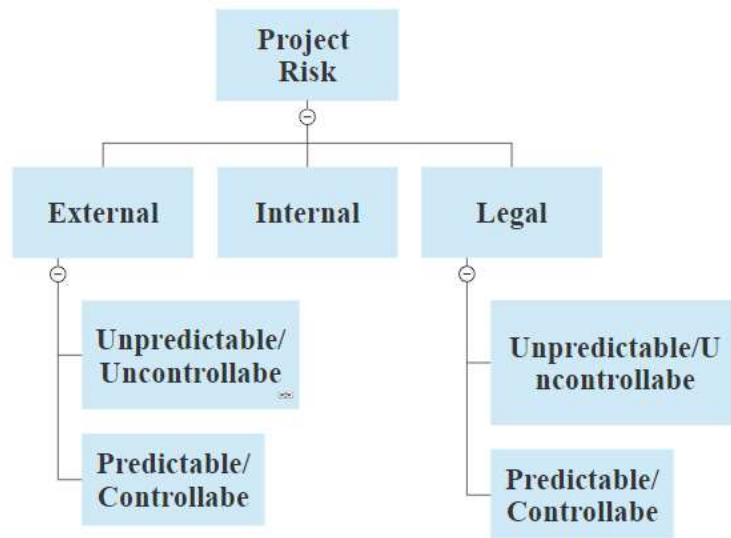 Project
Risk
External
Internal
Legal
Unpredictable/
Uncontrollabe
Predictable/
Controllabe
Unpredictable/U
ncontrollabe
Predictable/
Controllabe